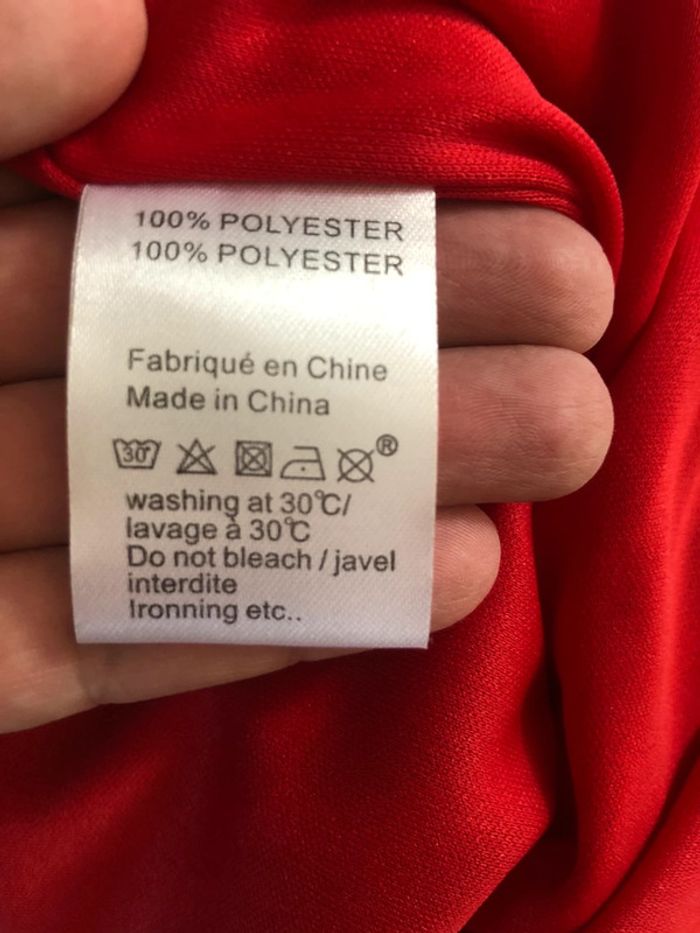 100% POLYESTER
100% POLYESTER
Fabriqué en Chine
Made in China
30° ®
washing at 30℃/
lavage à 30℃
Do not bleach / javel
interdite
Ironning etc..